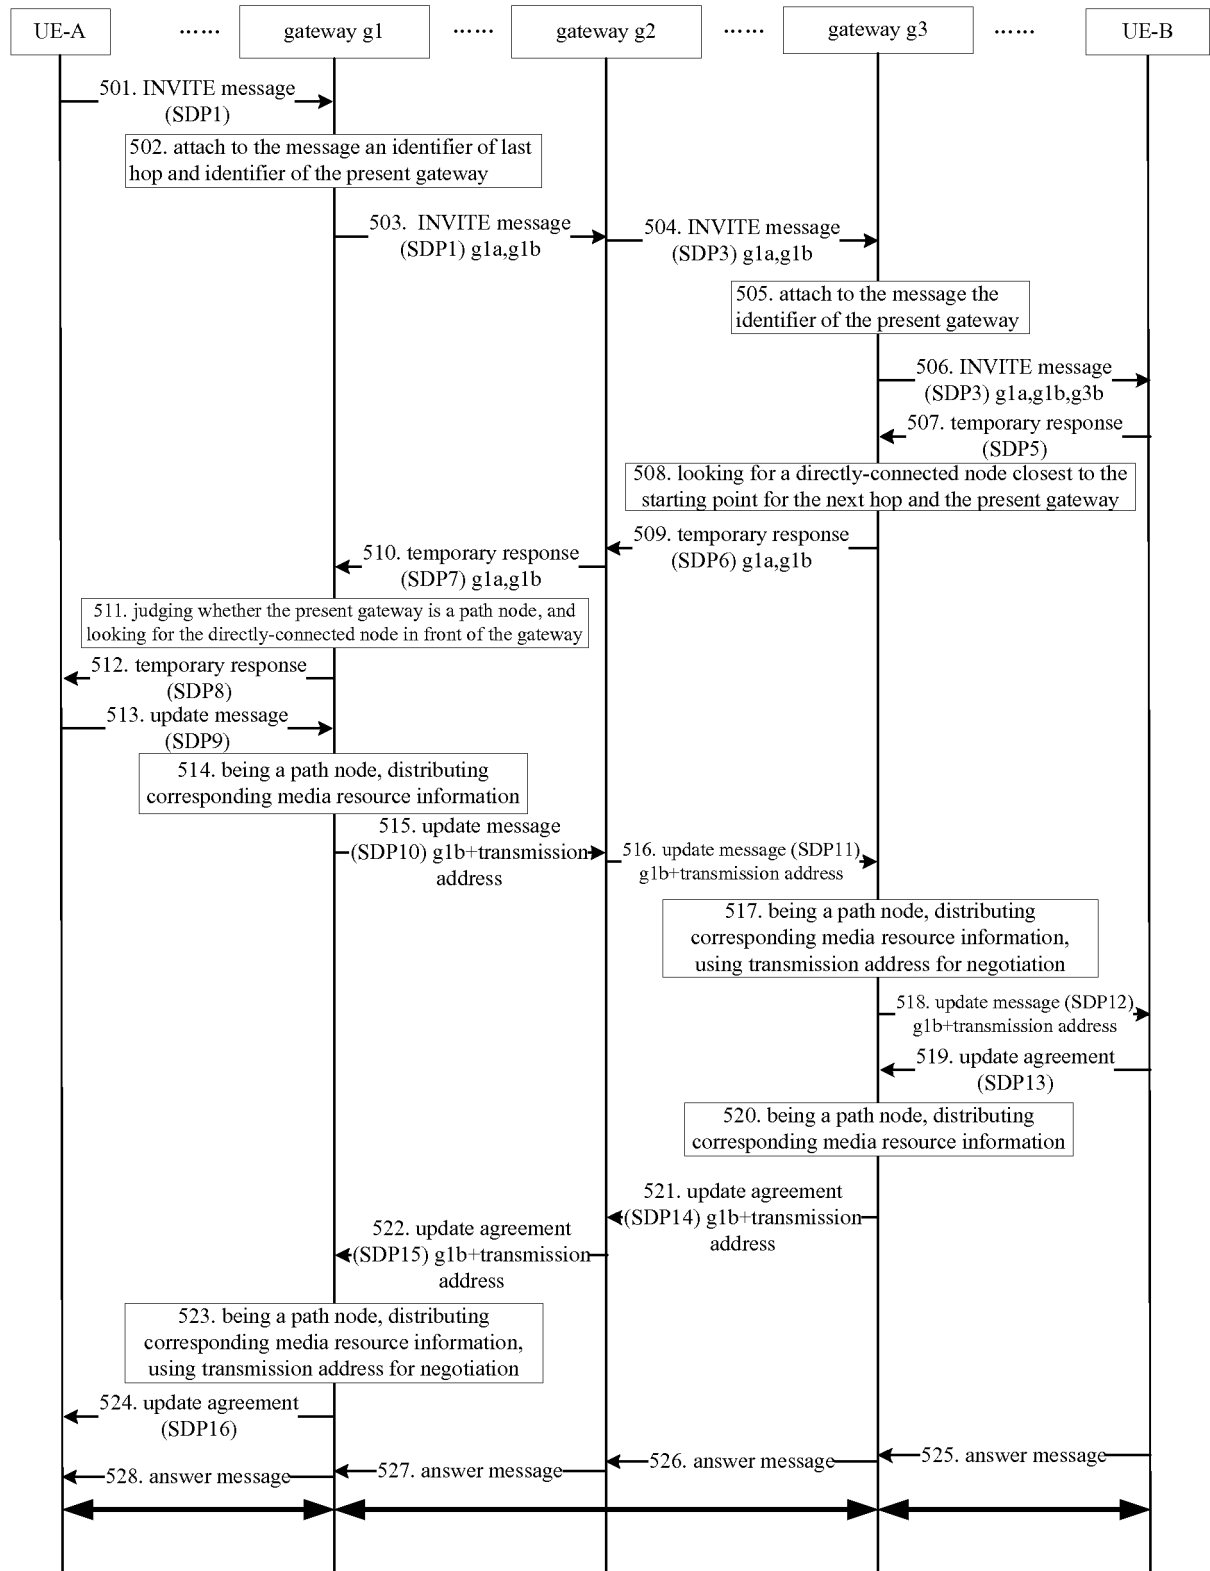 UE-A
......
gateway g1
......
gateway g2
......
gateway g3
......
UE-B
501. INVITE message
(SDP1)
502. attach to the message an identifier of last
hop and identifier of the present gateway
503.  INVITE message
(SDP1) g1a,g1b
504. INVITE message
(SDP3) g1a,g1b
505. attach to the message the
identifier of the present gateway
506. INVITE message
(SDP3) g1a,g1b,g3b
507. temporary response
(SDP5)
508. looking for a directly-connected node closest to the
starting point for the next hop and the present gateway
509. temporary response
(SDP6) g1a,g1b
510. temporary response
(SDP7) g1a,g1b
511. judging whether the present gateway is a path node, and
looking for the directly-connected node in front of the gateway
512. temporary response
(SDP8)
513. update message
(SDP9)
514. being a path node, distributing
corresponding media resource information
515. update message
(SDP10) g1b+transmission
address
516. update message (SDP11)
g1b+transmission address
517. being a path node, distributing
corresponding media resource information,
using transmission address for negotiation
518. update message (SDP12)
g1b+transmission address
519. update agreement
(SDP13)
520. being a path node, distributing
corresponding media resource information
521. update agreement
(SDP14) g1b+transmission
address
522. update agreement
(SDP15) g1b+transmission
address
523. being a path node, distributing
corresponding media resource information,
using transmission address for negotiation
524. update agreement
(SDP16)
525. answer message
526. answer message
527. answer message
528. answer message